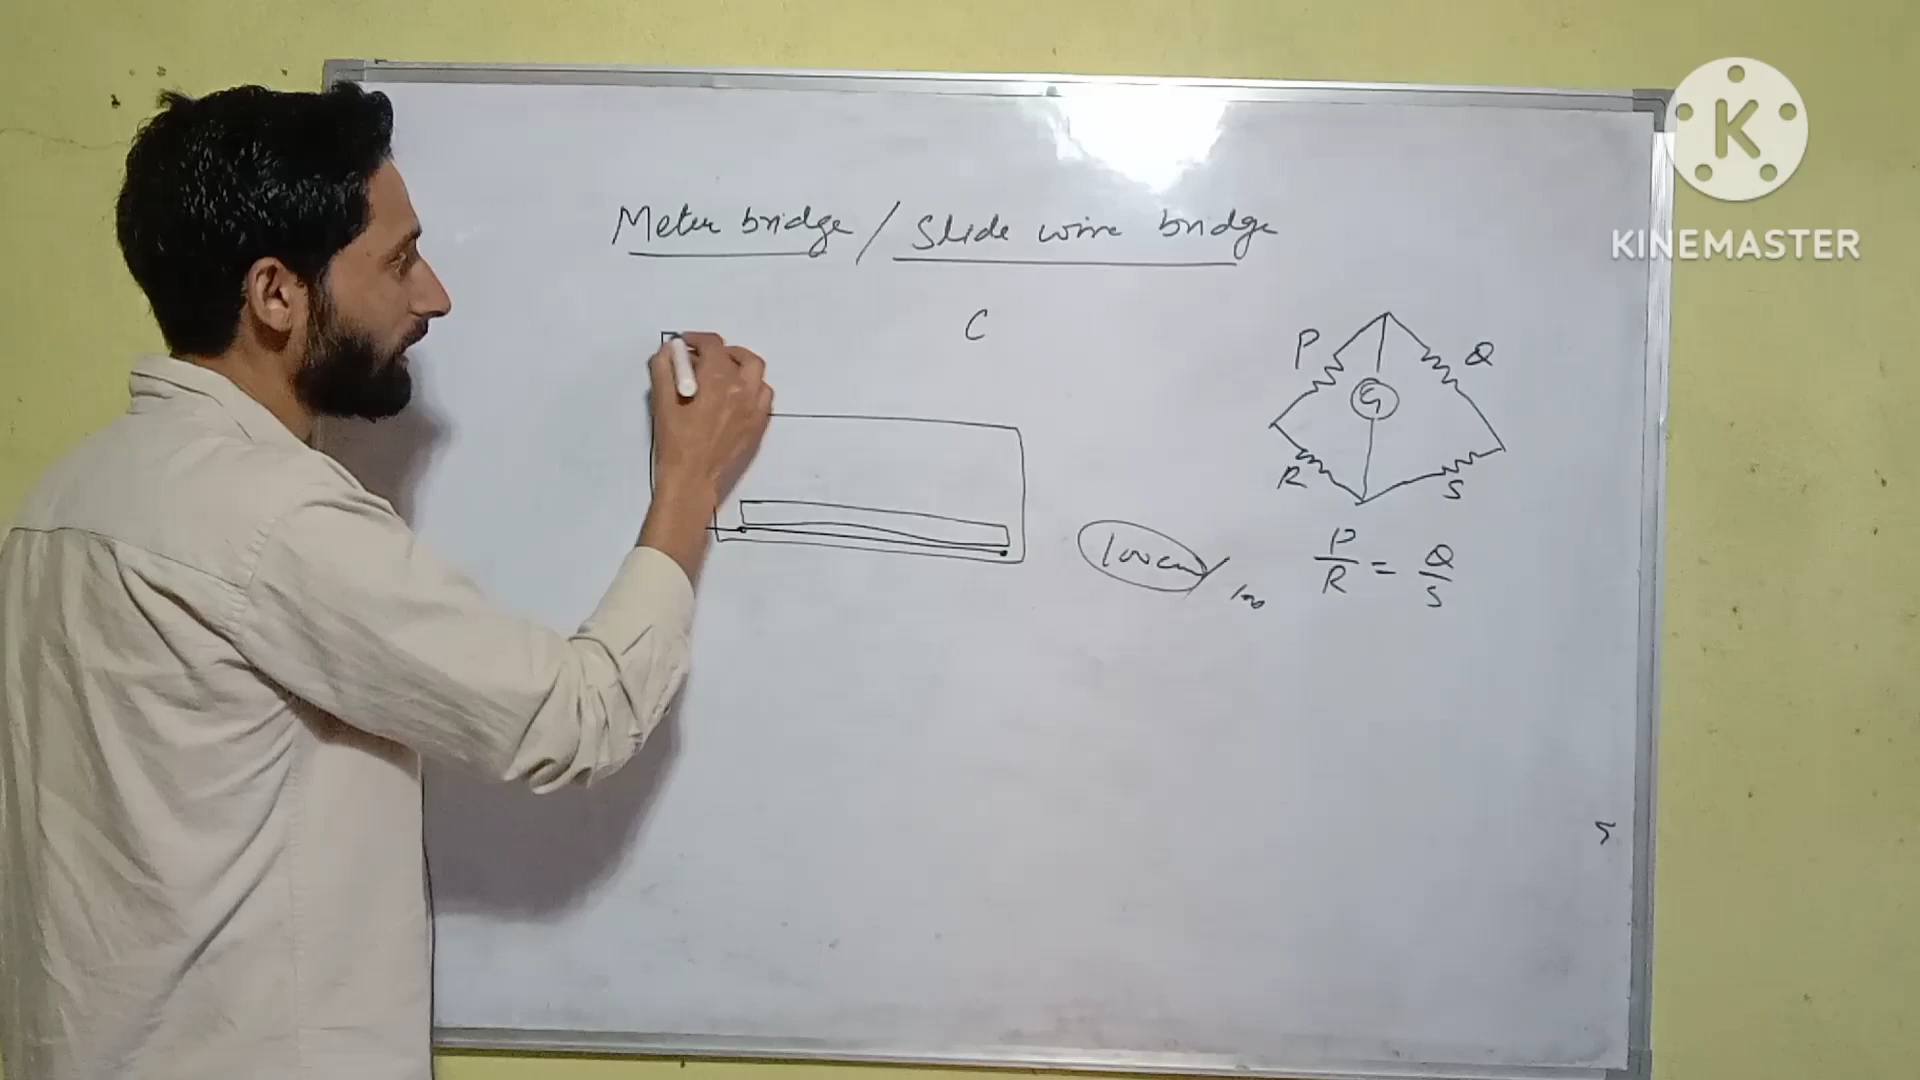 Meter bridge / Slide wire bridge
K
KINEMASTER
C
P Q
G
R S
100cm/100
P/R = Q/S